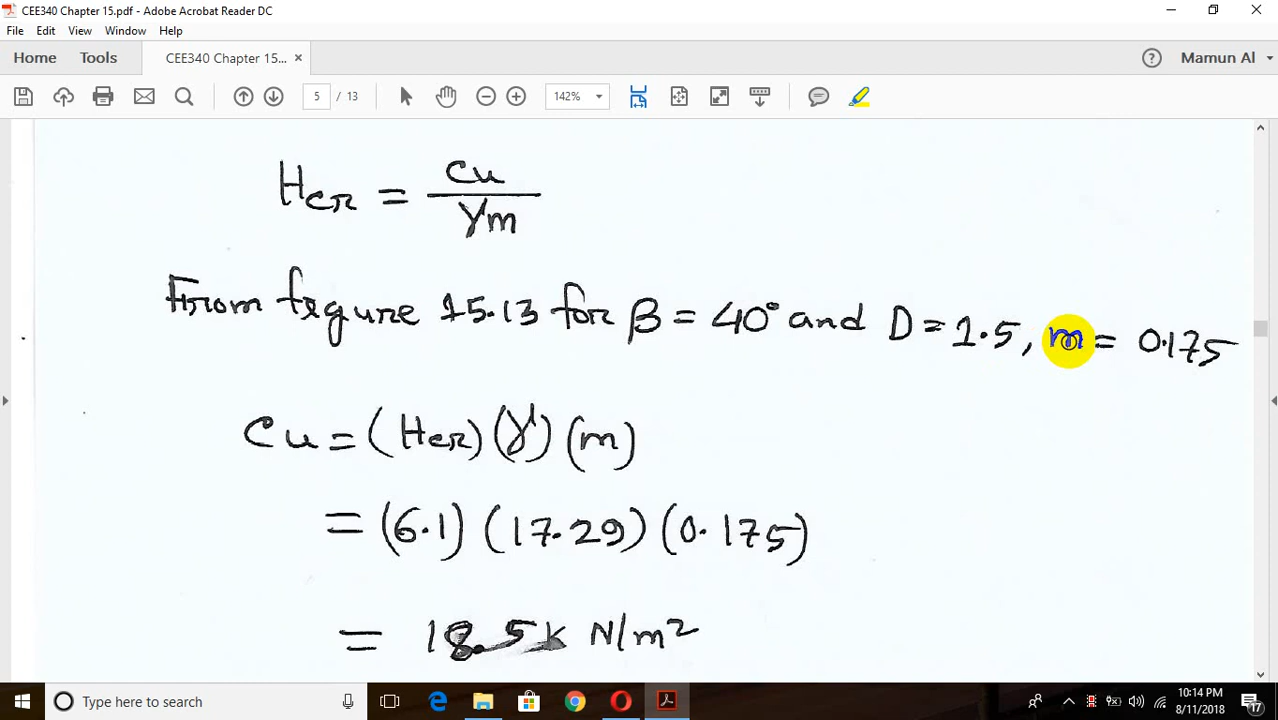 CEE340 Chapter 15.pdf - Adobe Acrobat Reader DC
File Edit View Window Help
Home Tools CEE340 Chapter 15... × Mamun Al
5 / 13 142%
Hcr = Cu / γm
From figure 15.13 for β = 40° and D = 1.5, m = 0.175
Cu = (Hcr) (γ) (m)
= (6.1) (17.29) (0.175)
= 18.5 k N/m²
Type here to search
10:14 PM
8/11/2018
17